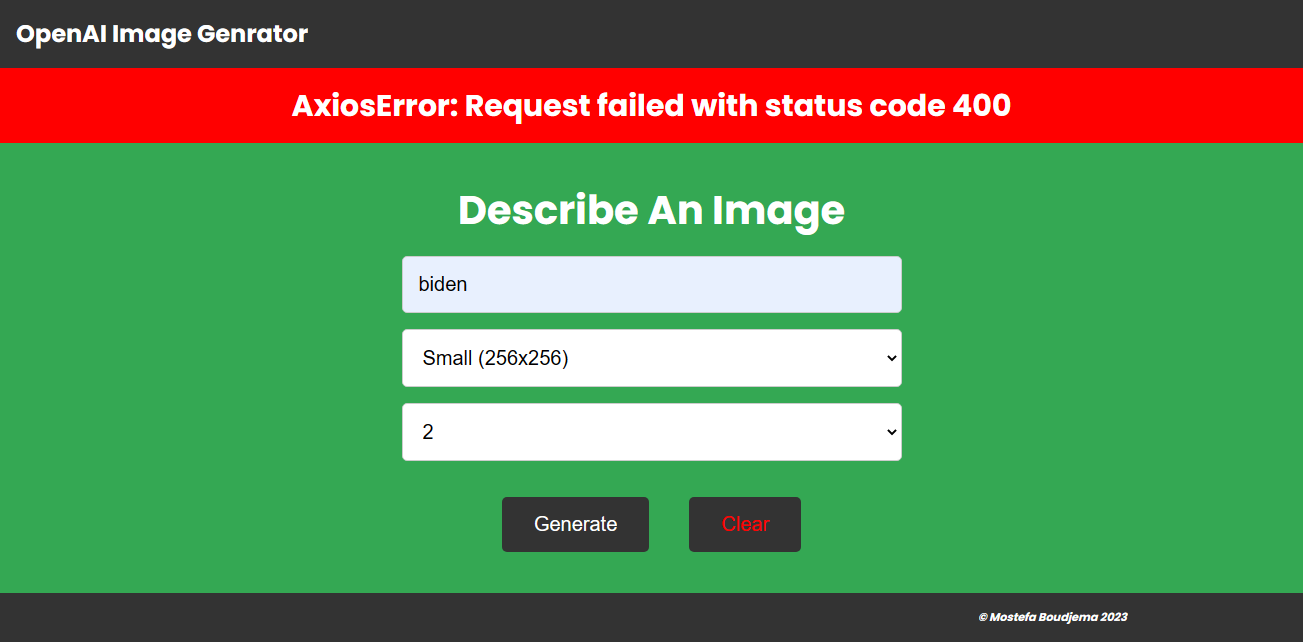 OpenAI Image Genrator
AxiosError: Request failed with status code 400
Describe An Image
biden
Small (256x256)
2
Generate Clear
© Mostefa Boudjema 2023